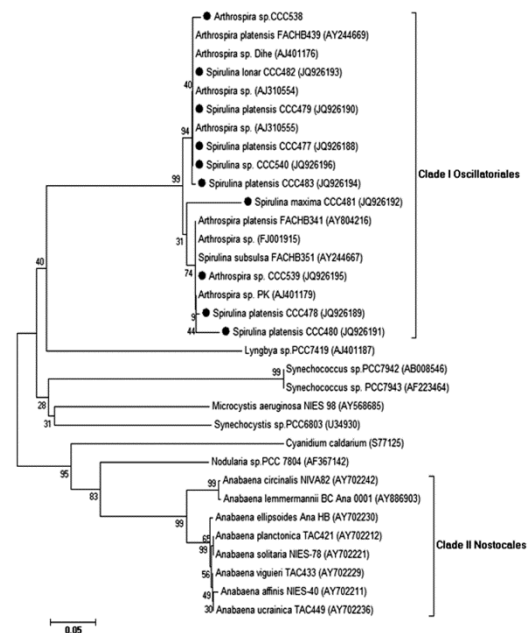 Arthrospira sp.CCC538
Arthrospira platensis FACHB439 (AY244669)
Arthrospira sp. Dihe (AJ401176)
Spirulina lonar CCC482 (JQ926193)
40
Arthrospira sp. (AJ310554)
Spirulina platensis CCC479 (JQ926190)
94
Arthrospira sp. (AJ310555)
Spirulina platensis CCC477 (JQ926188)
Spirulina sp. CCC540 (JQ926196)
99
Spirulina platensis CCC483 (JQ926194)
Clade I Oscillatoriales
Spirulina maxima CCC481 (JQ926192)
Arthrospira platensis FACHB341 (AY804216)
31
Arthrospira sp. (FJ001915)
Spirulina subsulsa FACHB351 (AY244667)
40
74
Arthrospira sp. CCC539 (JQ926195)
Arthrospira sp. PK (AJ401179)
9
Spirulina platensis CCC478 (JQ926189)
44
Spirulina platensis CCC480 (JQ926191)
Lyngbya sp.PCC7419 (AJ401187)
Synechococcus sp.PCC7942 (AB008546)
99
Synechococcus sp. PCC7943 (AF223464)
28
Microcystis aeruginosa NIES 98 (AY568685)
31
Synechocystis sp.PCC6803 (U34930)
Cyanidium caldarium (S77125)
95
Nodularia sp.PCC 7804 (AF367142)
83
Anabaena circinalis NIVA82 (AY702242)
99
Anabaena lemmermannii BC Ana 0001 (AY886903)
99
Anabaena ellipsoides Ana HB (AY702230)
65
Anabaena planctonica TAC421 (AY702212)
99
Anabaena solitaria NIES-78 (AY702221)
Clade II Nostocales
56
Anabaena viguieri TAC433 (AY702229)
49
Anabaena affinis NIES-40 (AY702211)
30
Anabaena ucrainica TAC449 (AY702236)
0.05